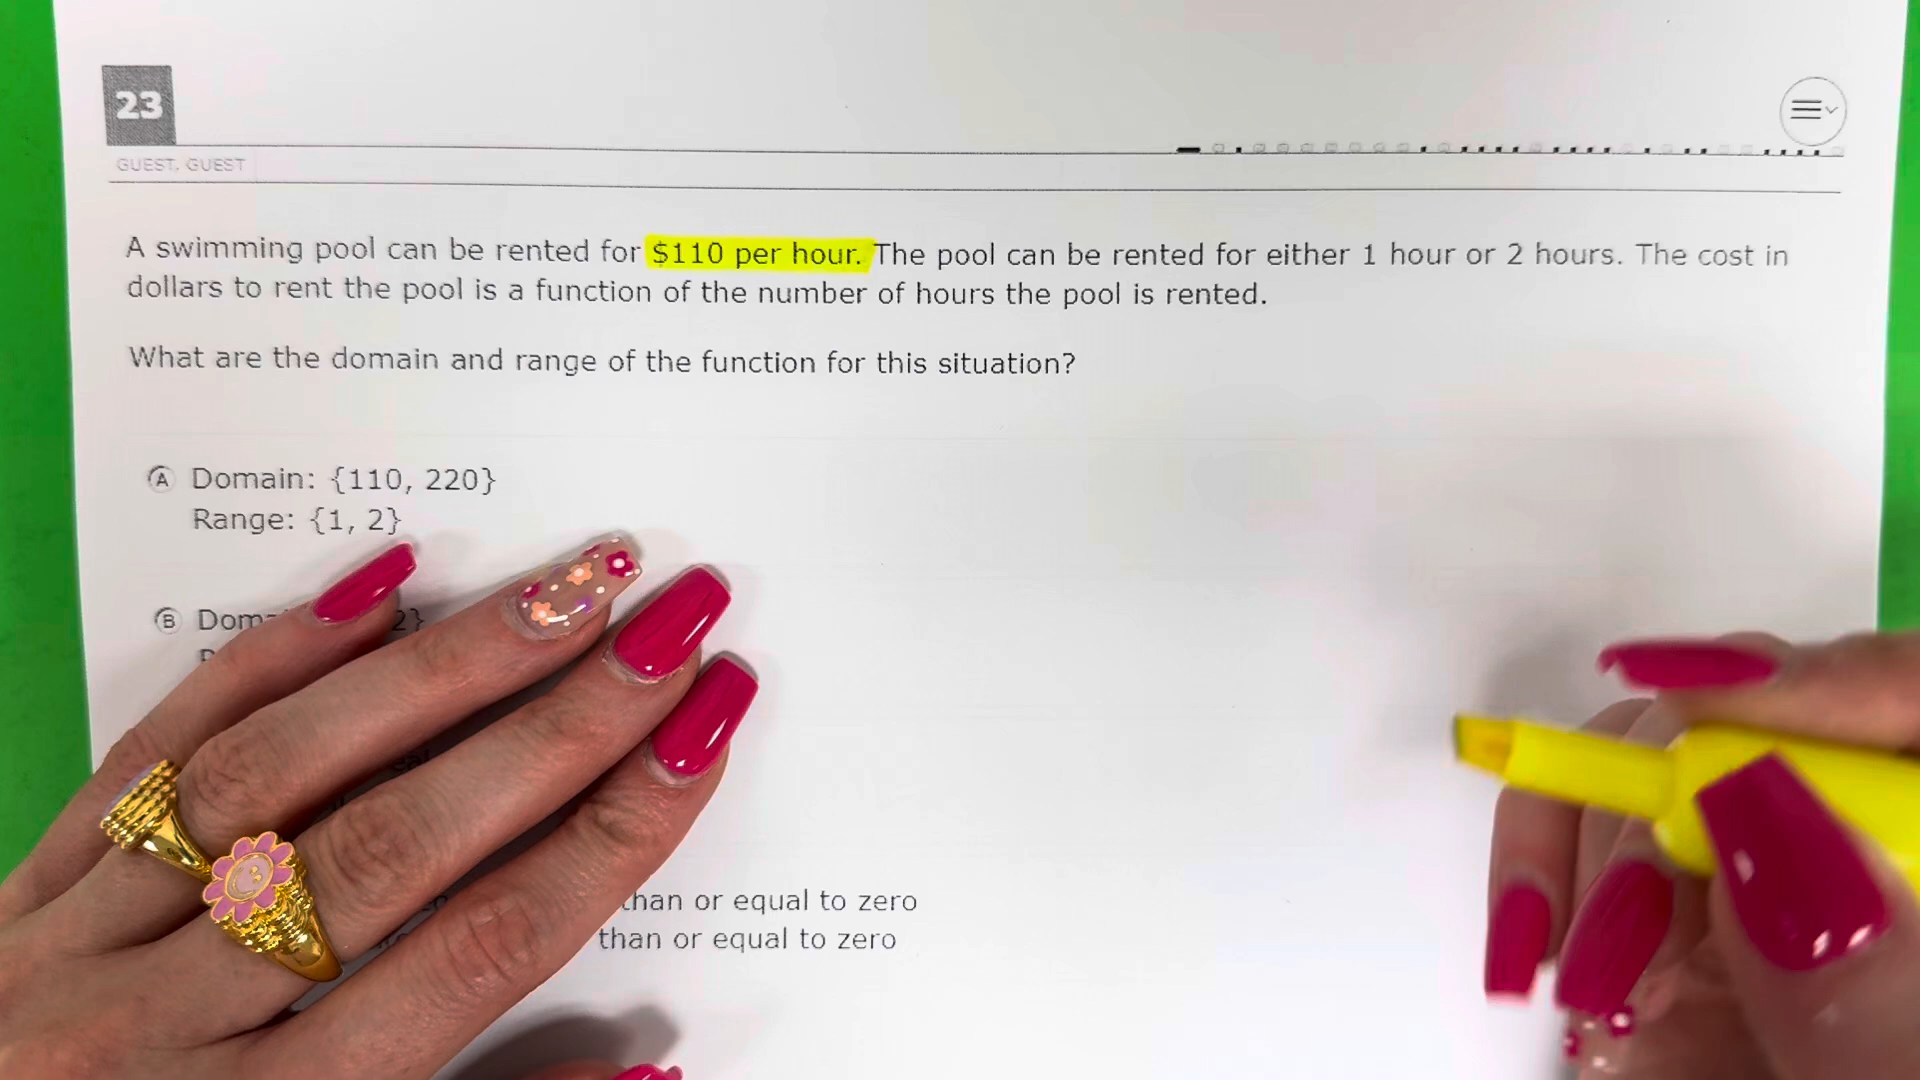 23
GUEST, GUEST
A swimming pool can be rented for $110 per hour. The pool can be rented for either 1 hour or 2 hours. The cost in
dollars to rent the pool is a function of the number of hours the pool is rented.
What are the domain and range of the function for this situation?
A Domain: {110, 220}
Range: {1, 2}
B 2}
than or equal to zero
than or equal to zero